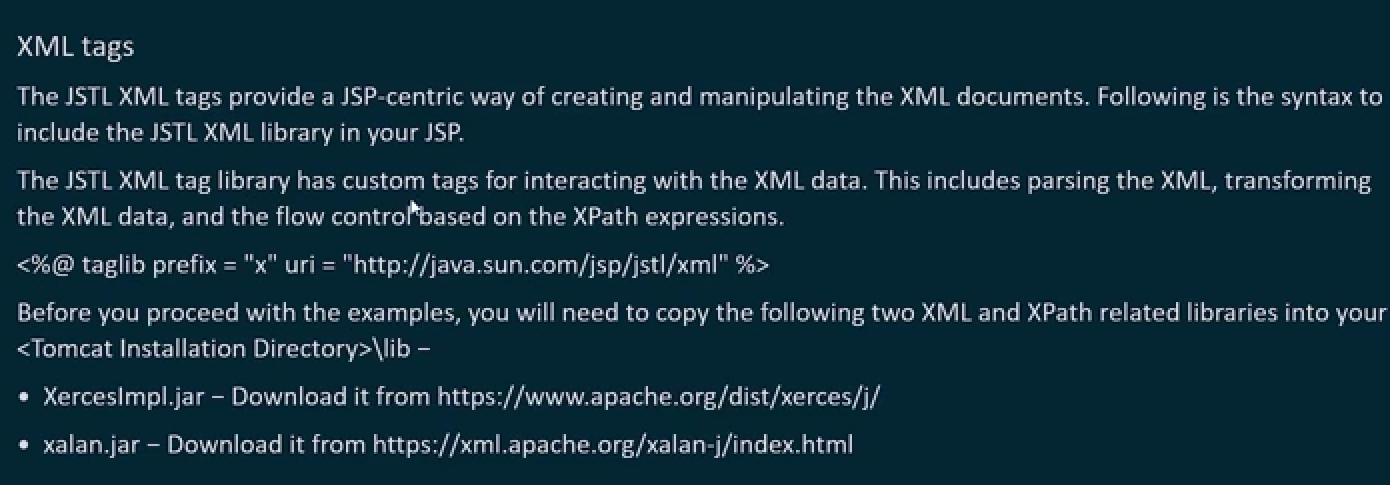 XML tags
The JSTL XML tags provide a JSP-centric way of creating and manipulating the XML documents. Following is the syntax to
include the JSTL XML library in your JSP.
The JSTL XML tag library has custom tags for interacting with the XML data. This includes parsing the XML, transforming
the XML data, and the flow control based on the XPath expressions.
<%@ taglib prefix = "x" uri = "http://java.sun.com/jsp/jstl/xml" %>
Before you proceed with the examples, you will need to copy the following two XML and XPath related libraries into your
<Tomcat Installation Directory>\lib −
• XercesImpl.jar − Download it from https://www.apache.org/dist/xerces/j/
• xalan.jar − Download it from https://xml.apache.org/xalan-j/index.html